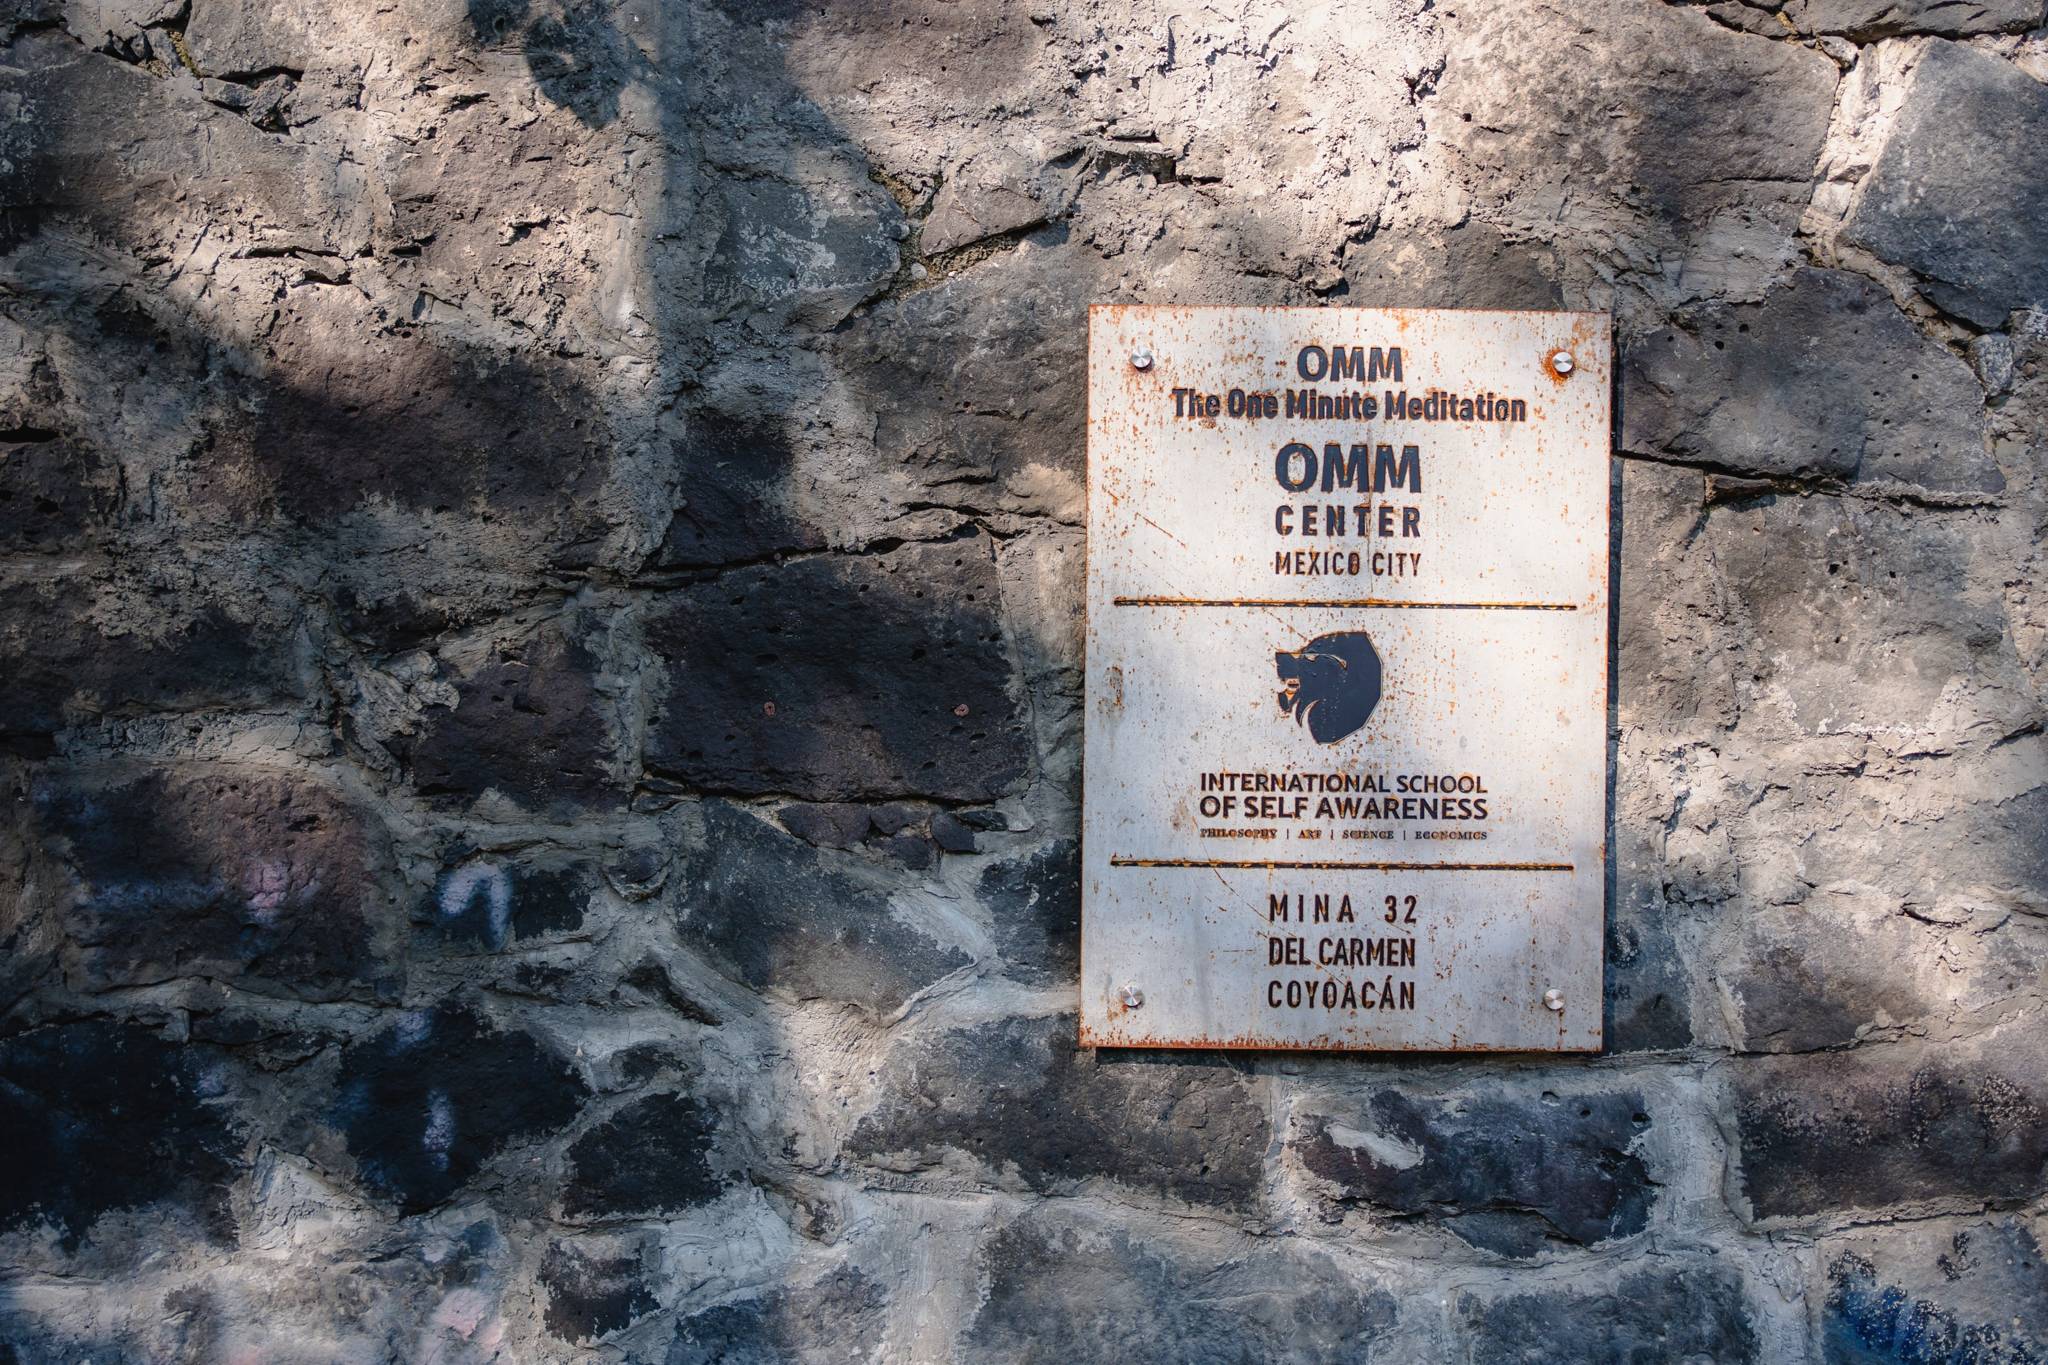 OMM
The One Minute Meditation
OMM
CENTER
MEXICO CITY
INTERNATIONAL SCHOOL
OF SELF AWARENESS
PHILOSOPHY | ART | SCIENCE | ECONOMICS
MINA 32
DEL CARMEN
COYOACÁN